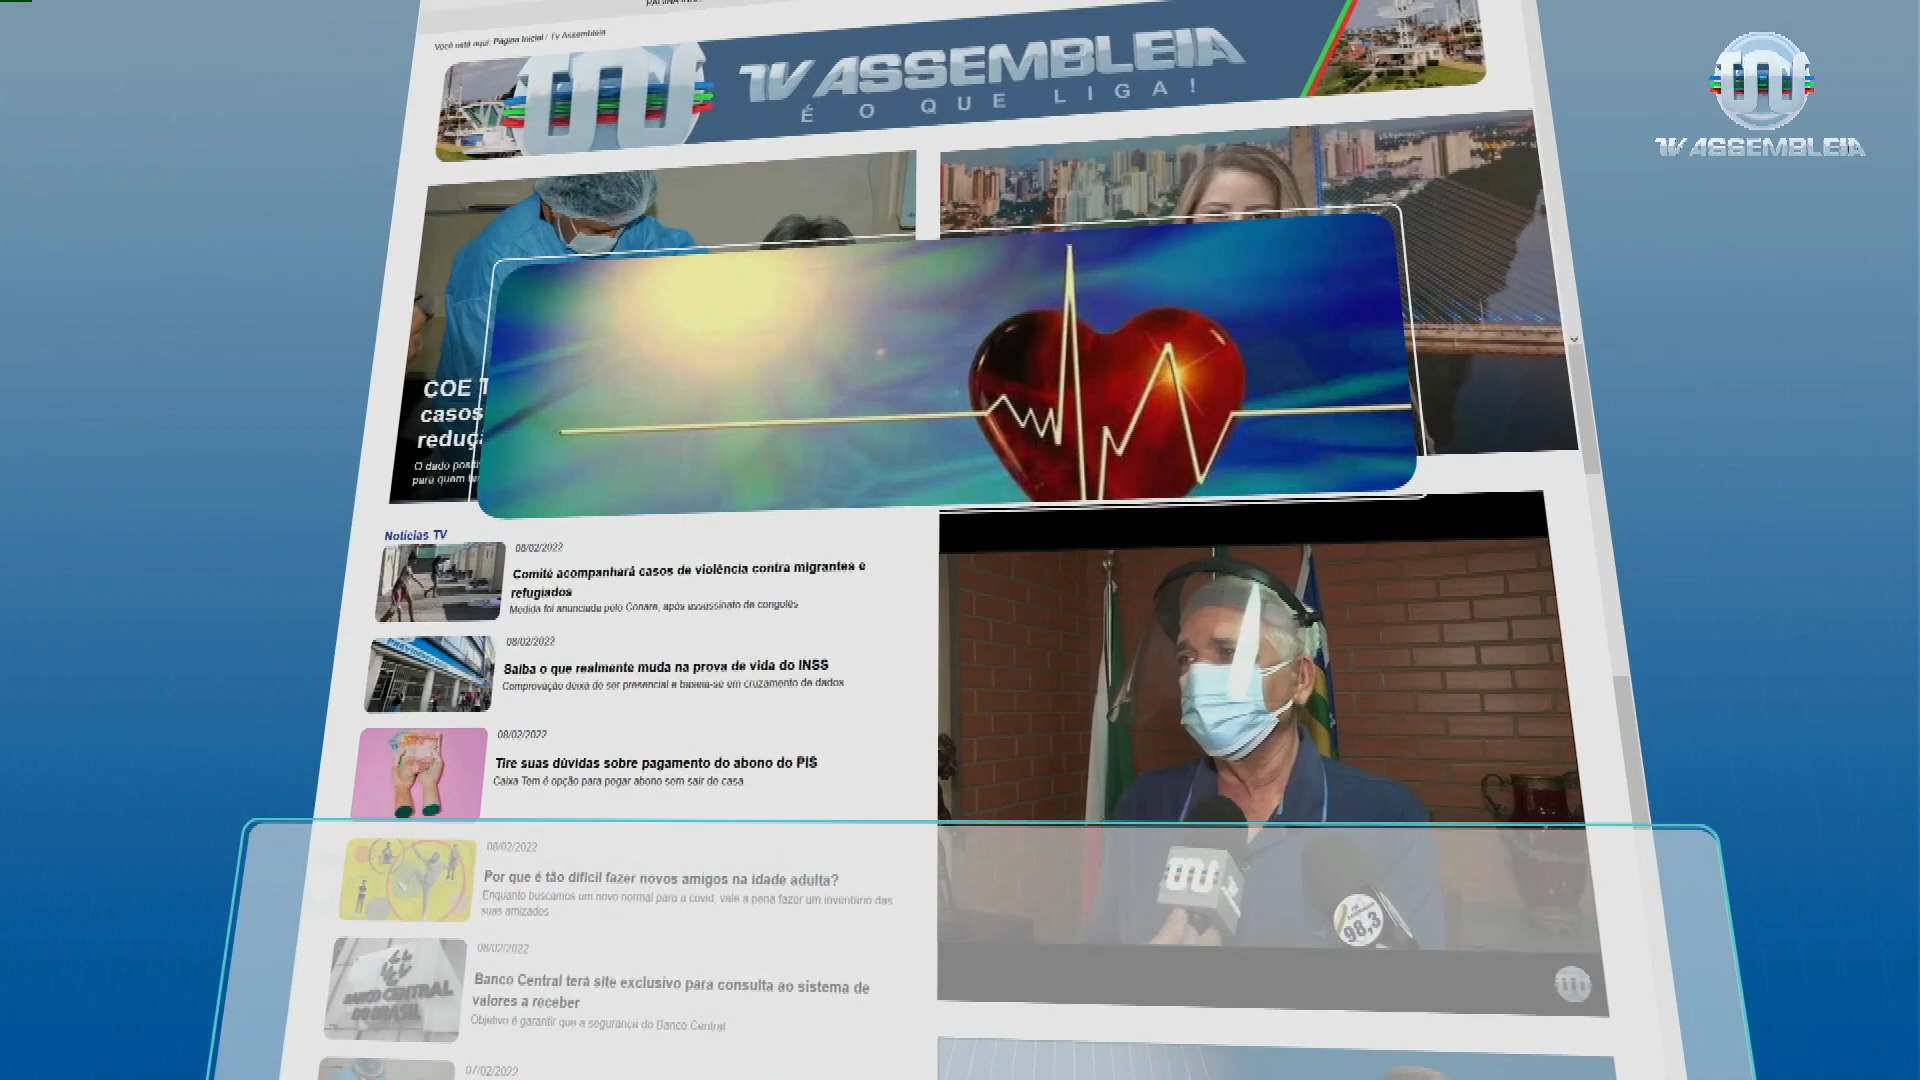 Você está aqui: Página Inicial / Tv Assembleia
TV ASSEMBLEIA
É O QUE LIGA!
TV ASSEMBLEIA
COE
casos
reduç
O dado posit
para quem
Notícias TV
08/02/2022
Comitê acompanhará casos de violência contra migrantes e
refugiados
Medida foi anunciada pelo Conare, após assassinato de congolês
08/02/2022
Saiba o que realmente muda na prova de vida do INSS
Comprovação deixa de ser presencial e baseia-se em cruzamento de dados
08/02/2022
Tire suas dúvidas sobre pagamento do abono do PIS
Caixa Tem é opção para pegar abono sem sair de casa
08/02/2022
Por que é tão difícil fazer novos amigos na idade adulta?
Enquanto buscamos um novo normal para a covid, vale a pena fazer um inventário das
suas amizades
98,3
08/02/2022
Banco Central terá site exclusivo para consulta ao sistema de
valores a receber
Objetivo é garantir que a segurança do Banco Central
BANCO CENTRAL
DO BRASIL
07/02/2022